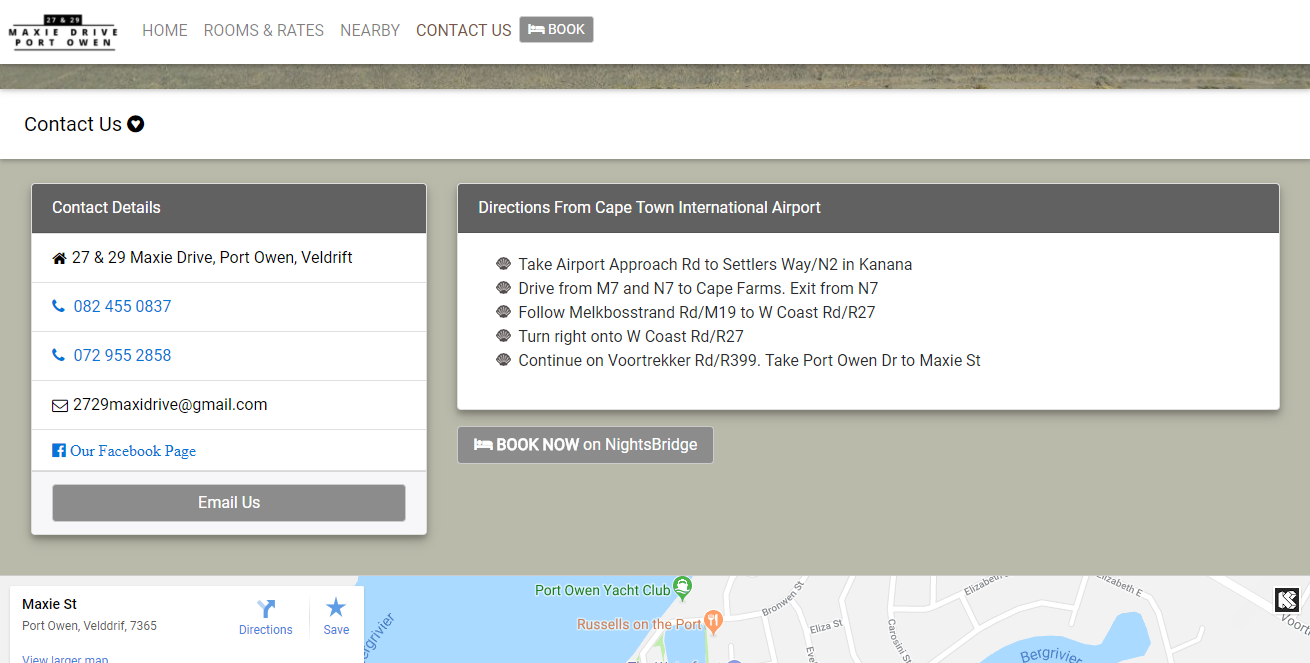 27 & 29
MAXIE DRIVE
PORT OWEN
HOME
ROOMS & RATES
NEARBY
CONTACT US
BOOK
Contact Us
Contact Details
27 & 29 Maxie Drive, Port Owen, Veldrift
082 455 0837
072 955 2858
2729maxidrive@gmail.com
Our Facebook Page
Email Us
Directions From Cape Town International Airport
Take Airport Approach Rd to Settlers Way/N2 in Kanana
Drive from M7 and N7 to Cape Farms. Exit from N7
Follow Melkbosstrand Rd/M19 to W Coast Rd/R27
Turn right onto W Coast Rd/R27
Continue on Voortrekker Rd/R399. Take Port Owen Dr to Maxie St
BOOK NOW on NightsBridge
Maxie St
Port Owen, Velddrif, 7365
Directions
Save
View larger map
Port Owen Yacht Club
Russells on the Port
Bronwen St
Eliza St
Carosini St
Elizabeth E
Bergrivier
K